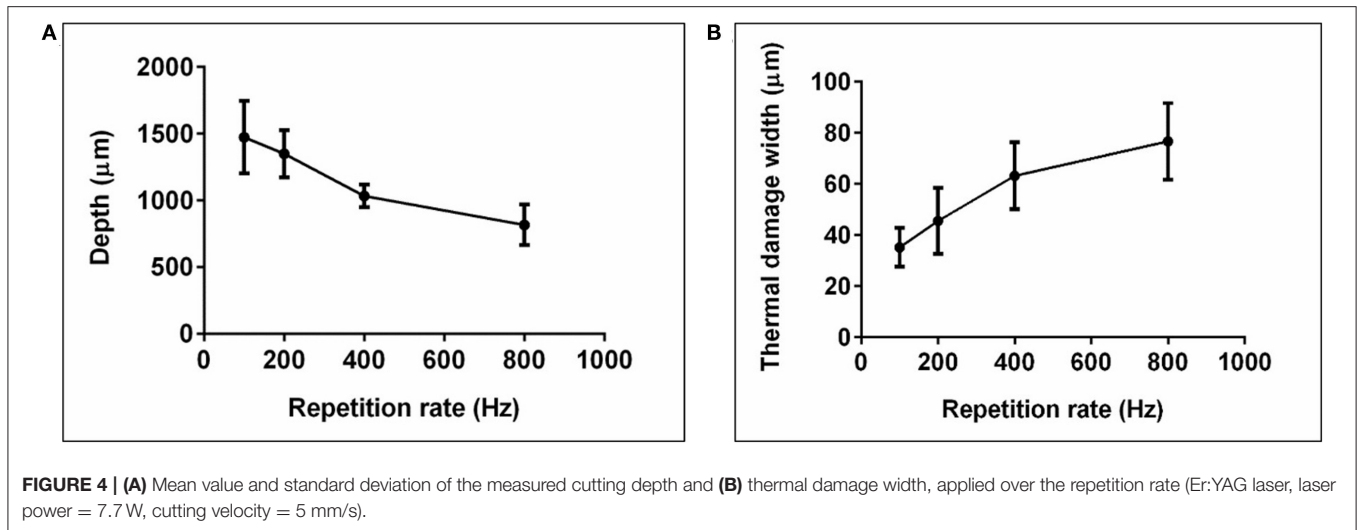 A
2000
1500
1000
500
0
Depth (μm)
0 200 400 600 800 1000
Repetition rate (Hz)
B
100
80
60
40
20
0
Thermal damage width (μm)
0 200 400 600 800 1000
Repetition rate (Hz)
FIGURE 4 | (A) Mean value and standard deviation of the measured cutting depth and (B) thermal damage width, applied over the repetition rate (Er:YAG laser, laser
power = 7.7 W, cutting velocity = 5 mm/s).